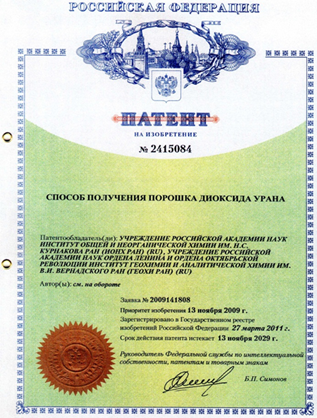 РОССИЙСКАЯ ФЕДЕРАЦИЯ
ПАТЕНТ
НА ИЗОБРЕТЕНИЕ
№ 2415084
СПОСОБ ПОЛУЧЕНИЯ ПОРОШКА ДИОКСИДА УРАНА
Патентообладатель(ли): УЧРЕЖДЕНИЕ РОССИЙСКОЙ АКАДЕМИИ НАУК
ИНСТИТУТ ОБЩЕЙ И НЕОРГАНИЧЕСКОЙ ХИМИИ ИМ. Н.С.
КУРНАКОВА РАН (ИОНХ РАН) (RU) , УЧРЕЖДЕНИЕ РОССИЙСКОЙ
АКАДЕМИИ НАУК ОРДЕНА ЛЕНИНА И ОРДЕНА ОКТЯБРЬСКОЙ
РЕВОЛЮЦИИ ИНСТИТУТ ГЕОХИМИИ И АНАЛИТИЧЕСКОЙ ХИМИИ ИМ.
В.И. ВЕРНАДСКОГО РАН (ГЕОХИ РАН) (RU)
Автор(ы): см. на обороте
Заявка № 2009141808
Приоритет изобретения 13 ноября 2009 г.
Зарегистрировано в Государственном реестре
изобретений Российской Федерации 27 марта 2011 г.
Срок действия патента истекает 13 ноября 2029 г.
Руководитель Федеральной службы по интеллектуальной
собственности, патентам и товарным знакам
Б.П. Симонов